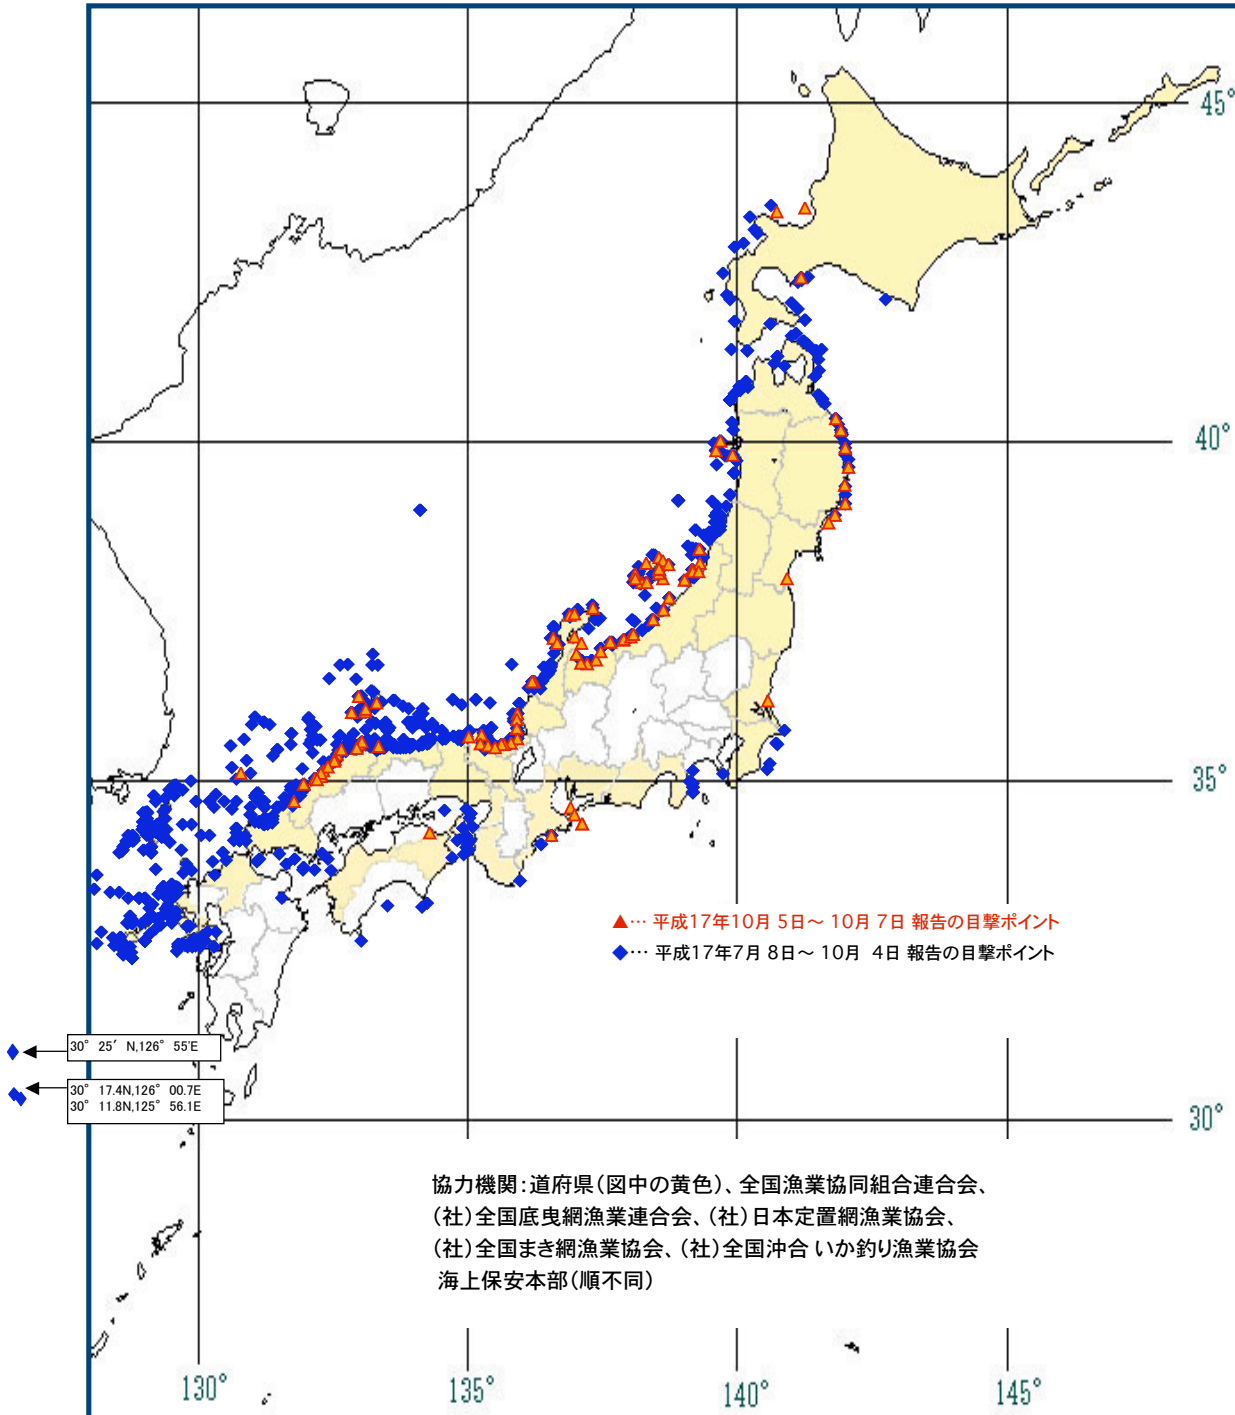 45°
40°
35°
▲… 平成17年10月 5日～ 10月 7日 報告の目撃ポイント
◆… 平成17年7月 8日～ 10月 4日 報告の目撃ポイント
30° 25′ N,126° 55'E
30° 17.4N,126° 00.7E
30° 11.8N,125° 56.1E
30°
協力機関：道府県（図中の黄色）、全国漁業協同組合連合会、
（社）全国底曳網漁業連合会、（社）日本定置網漁業協会、
（社）全国まき網漁業協会、（社）全国沖合 いか釣り漁業協会
海上保安本部（順不同）
130° 135° 140° 145°